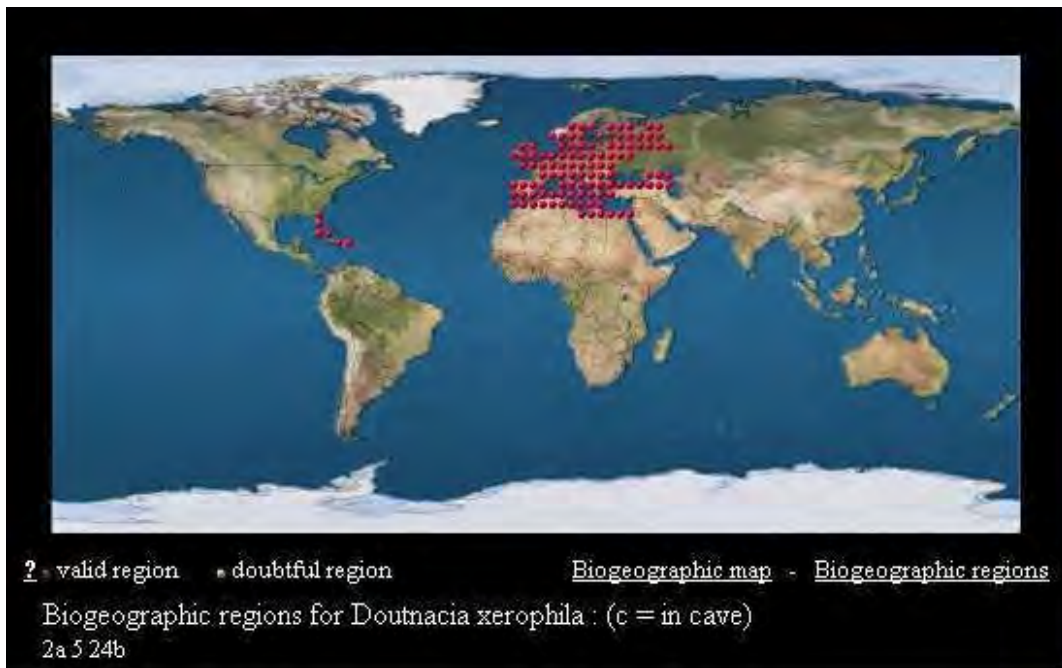 ? valid region doubtful region Biogeographic map - Biogeographic regions
Biogeographic regions for Doutnacia xerophila : (c = in cave)
2a 5 24b